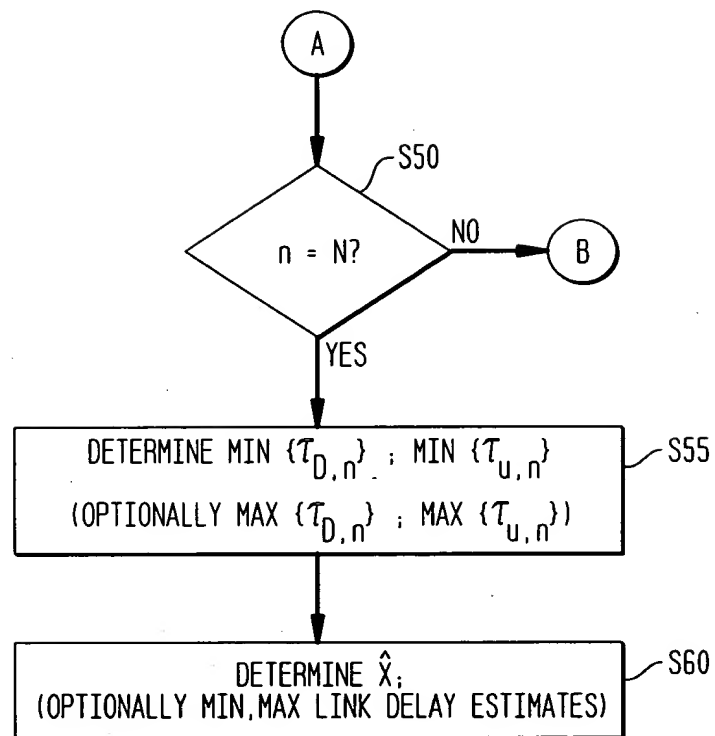 A
S50
n = N?
NO
B
YES
DETERMINE MIN {τD,n} ; MIN {τu,n}
(OPTIONALLY MAX {τD,n} ; MAX {τu,n})
S55
DETERMINE X̂;
(OPTIONALLY MIN,MAX LINK DELAY ESTIMATES)
S60